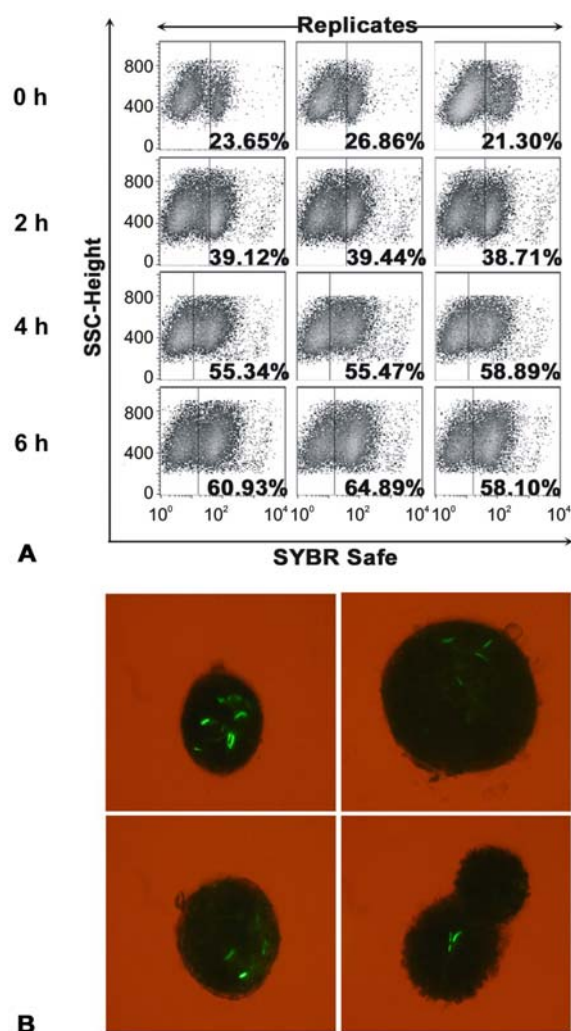 Replicates
0 h
800
400
0
23.65%
26.86%
21.30%
2 h
800
400
0
39.12%
39.44%
38.71%
4 h
800
400
0
55.34%
55.47%
58.89%
6 h
800
400
0
60.93%
64.89%
58.10%
10⁰ 10² 10⁴ 10⁰ 10² 10⁴ 10⁰ 10² 10⁴
SSC-Height
SYBR Safe
A
B